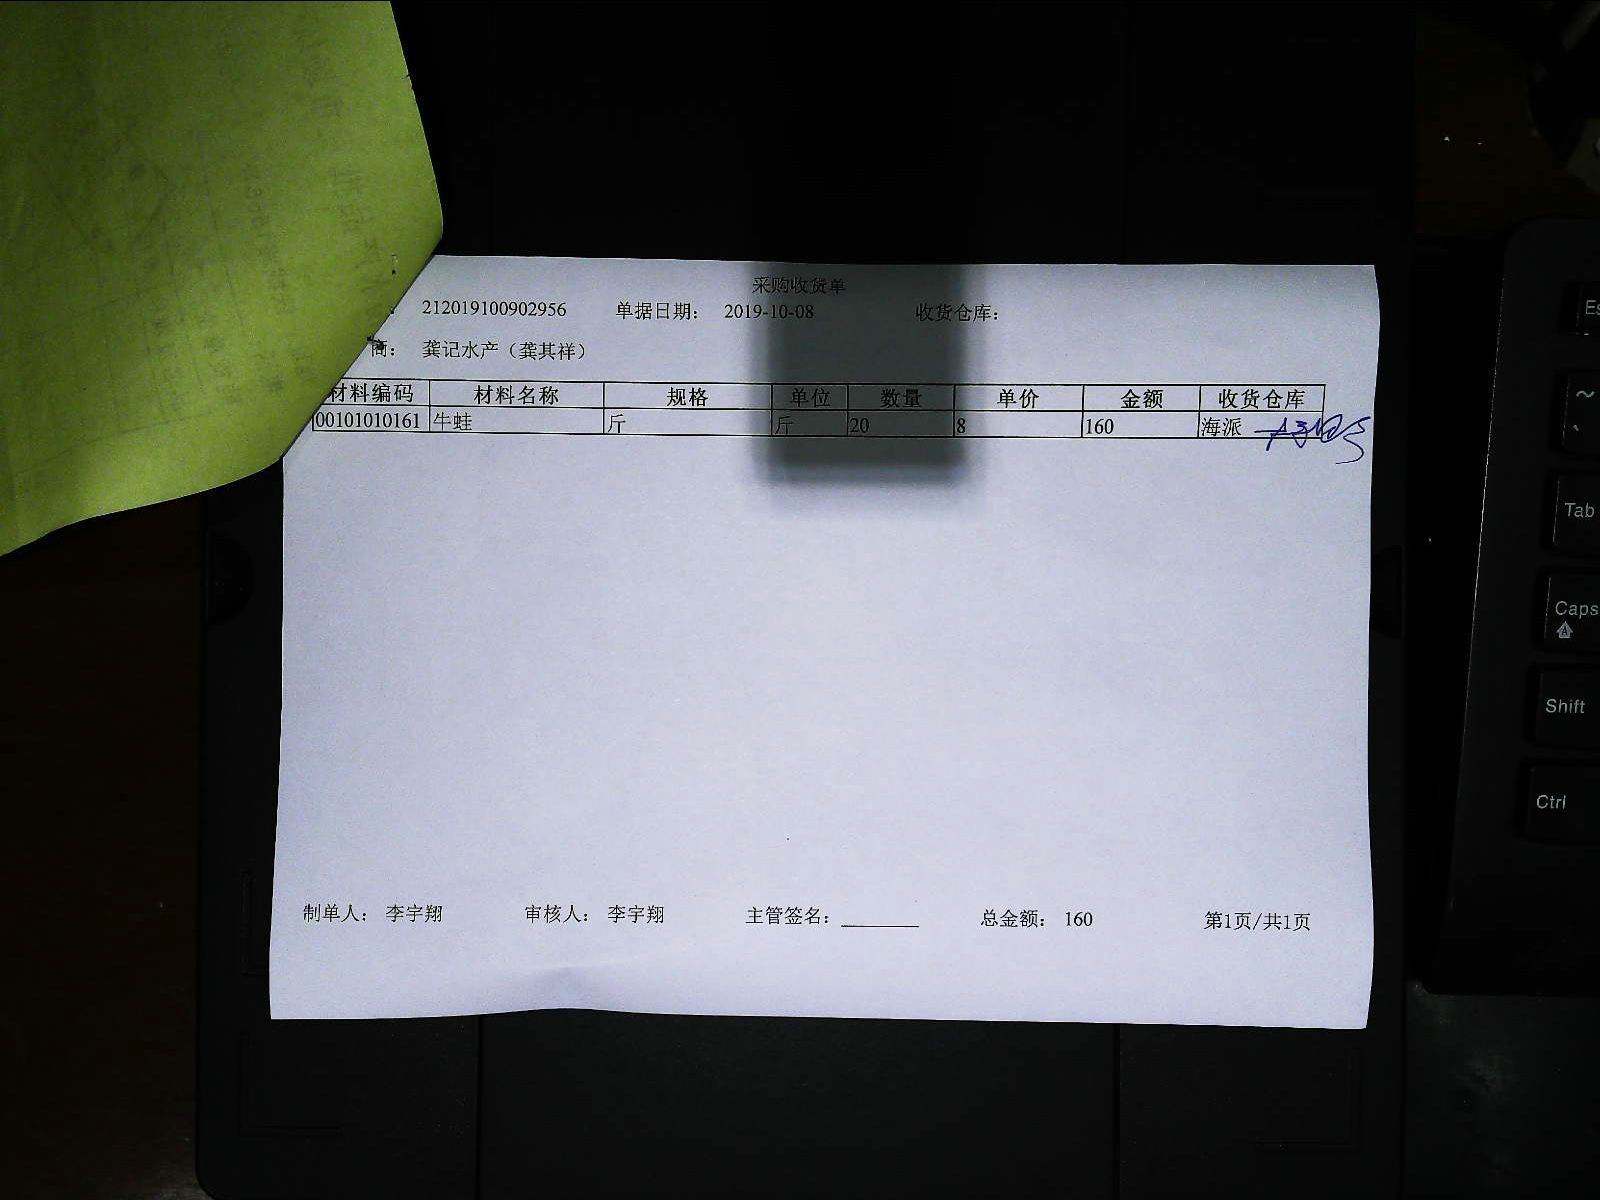 采购收货单
212019100902956 单据日期： 2019-10-08 收货仓库：
商： 龚记水产（龚其祥）
材料编码 材料名称 规格 单位 数量 单价 金额 收货仓库
00101010161 牛蛙 斤 斤 20 8 160 海派
制单人： 李宇翔 审核人： 李宇翔 主管签名： 总金额： 160 第1页/共1页
~
Tab
Caps
Shift
Ctrl